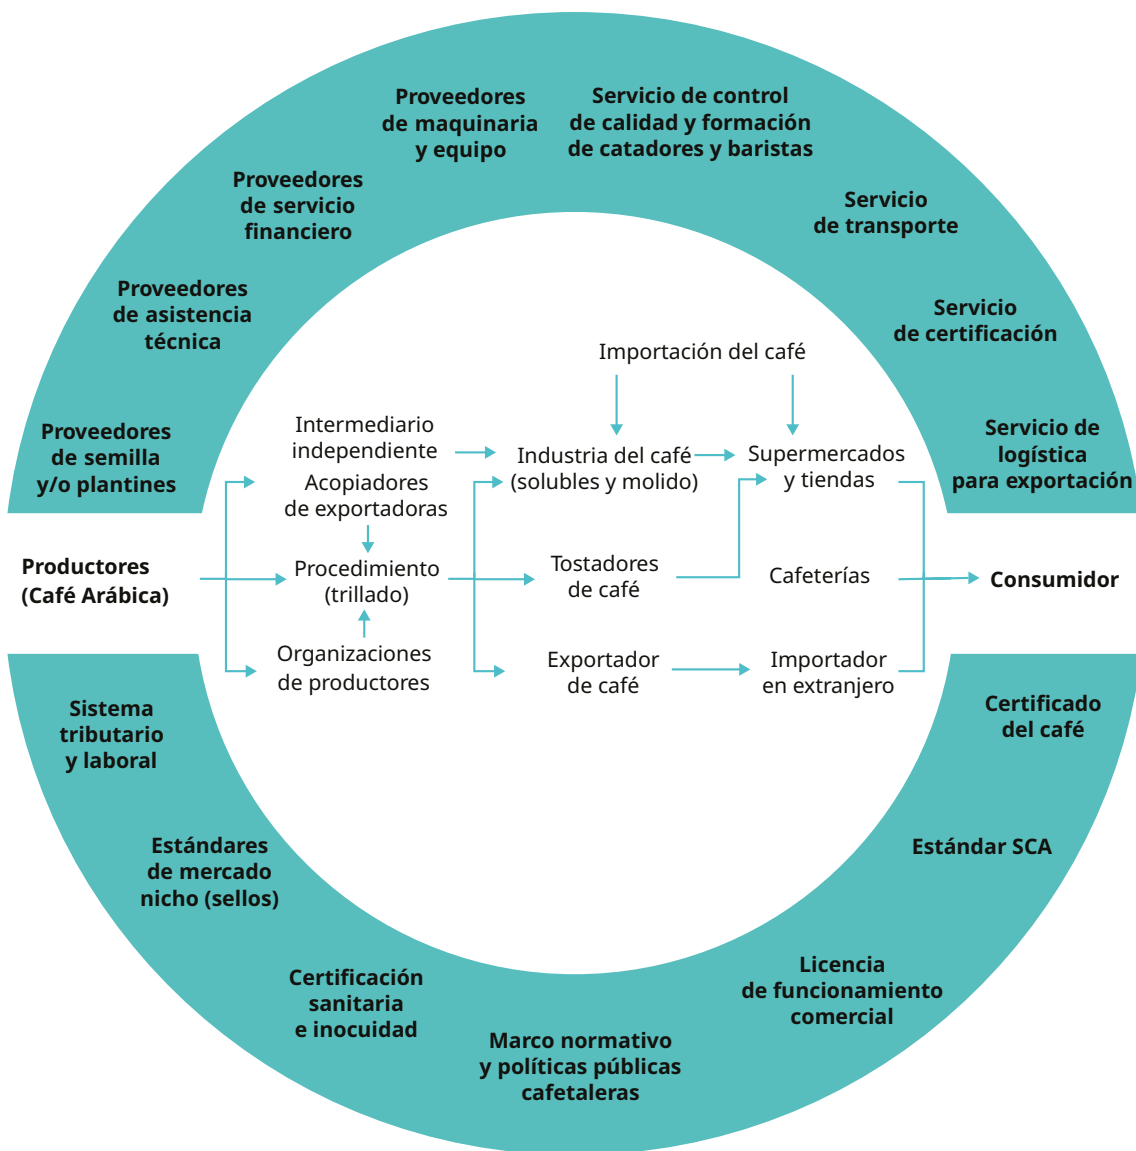 Proveedores
de maquinaria
y equipo
Servicio de control
de calidad y formación
de catadores y baristas
Proveedores
de servicio
financiero
Servicio
de transporte
Proveedores
de asistencia
técnica
Servicio
de certificación
Proveedores
de semilla
y/o plantines
Servicio de
logística
para exportación
Importación del café
Intermediario
independiente
Acopiadores
de exportadoras
Industria del café
(solubles y molido)
Supermercados
y tiendas
Productores
(Café Arábica)
Procedimiento
(trillado)
Tostadores
de café
Cafeterías
Consumidor
Organizaciones
de productores
Exportador
de café
Importador
en extranjero
Sistema
tributario
y laboral
Certificado
del café
Estándares
de mercado
nicho (sellos)
Estándar SCA
Certificación
sanitaria
e inocuidad
Licencia
de funcionamiento
comercial
Marco normativo
y políticas públicas
cafetaleras